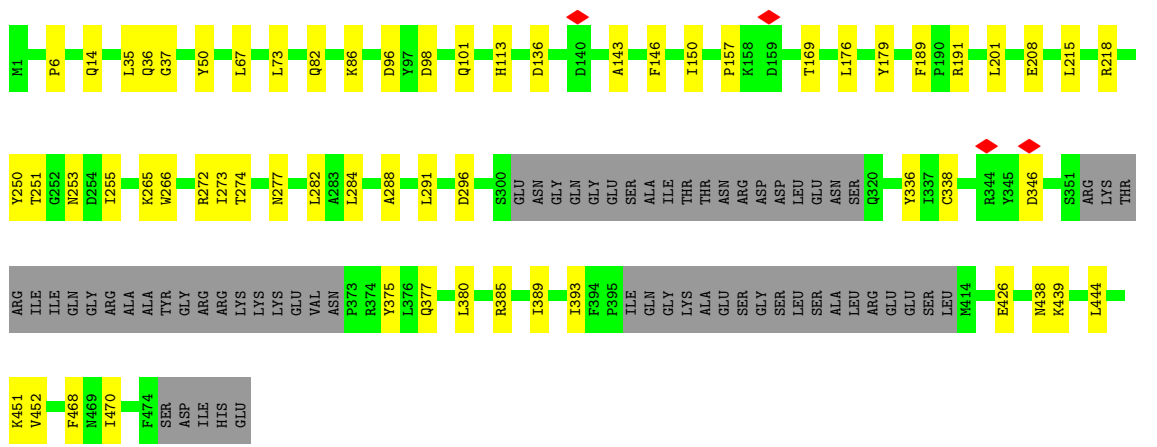 M1 P6 Q14 L35 Q36 G37 Y50 L67 L73 Q82 K86 D96 Y97 D98 Q101 H113 D136 D140 A143 F146 I150 P157 K158 D159 T169 L176 Y179 F189 P190 R191 L201 E208 L215 R218
Y250 T251 G252 N253 D254 I255 K265 W266 R272 I273 T274 N277 L282 A283 L284 A288 L291 D296 S300 GLU ASN GLY GLN GLY GLU SER ALA ILE THR THR ASN ARG ASP ASP LEU GLU ASN SER Q320 Y336 I337 C338 R344 Y345 D346 S351 ARG LYS THR
ARG ILE ILE GLN GLY ARG ALA ALA TYR GLY ARG ARG LYS LYS LYS GLU VAL ASN P373 R374 Y375 L376 Q377 L380 R385 I389 I393 F394 P395 ILE GLN GLY LYS ALA GLU SER GLY SER LEU SER ALA LEU ARG GLU GLU SER LEU M414 E426 N438 K439 L444
K451 V452 F468 N469 I470 F474 SER ASP ILE HIS GLU